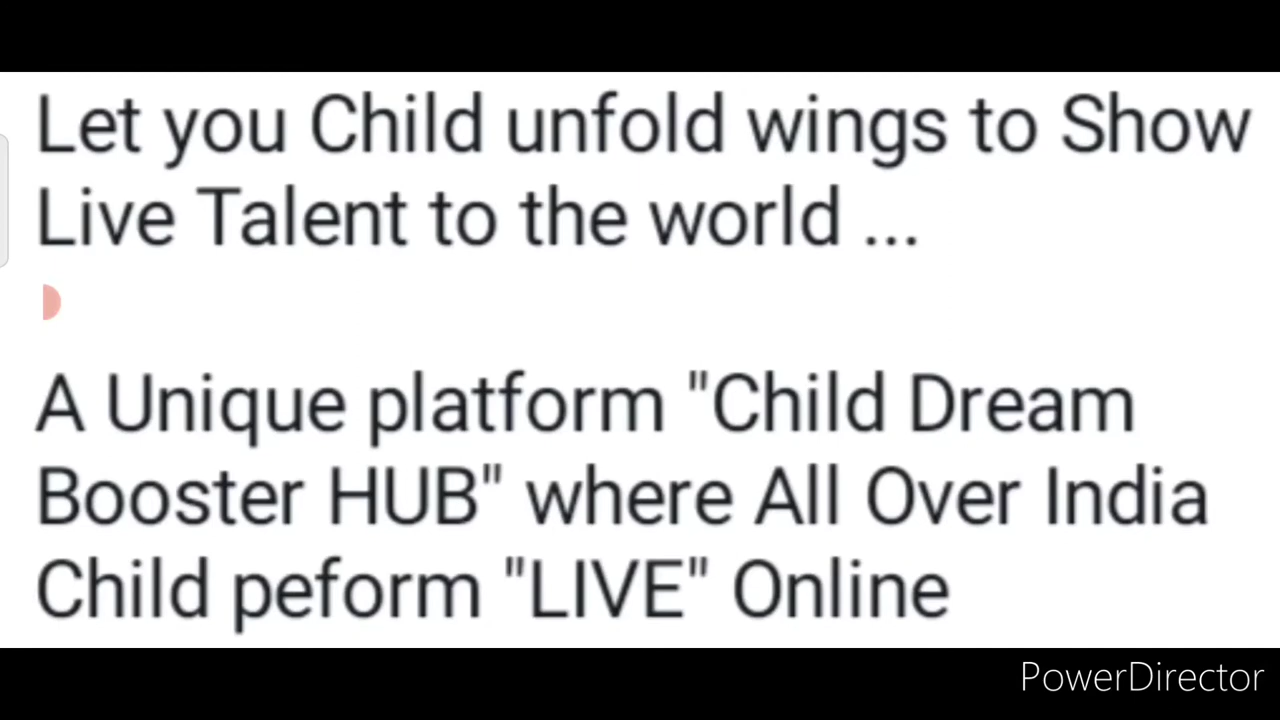 Let you Child unfold wings to Show
Live Talent to the world ...
A Unique platform "Child Dream
Booster HUB" where All Over India
Child peform "LIVE" Online
PowerDirector